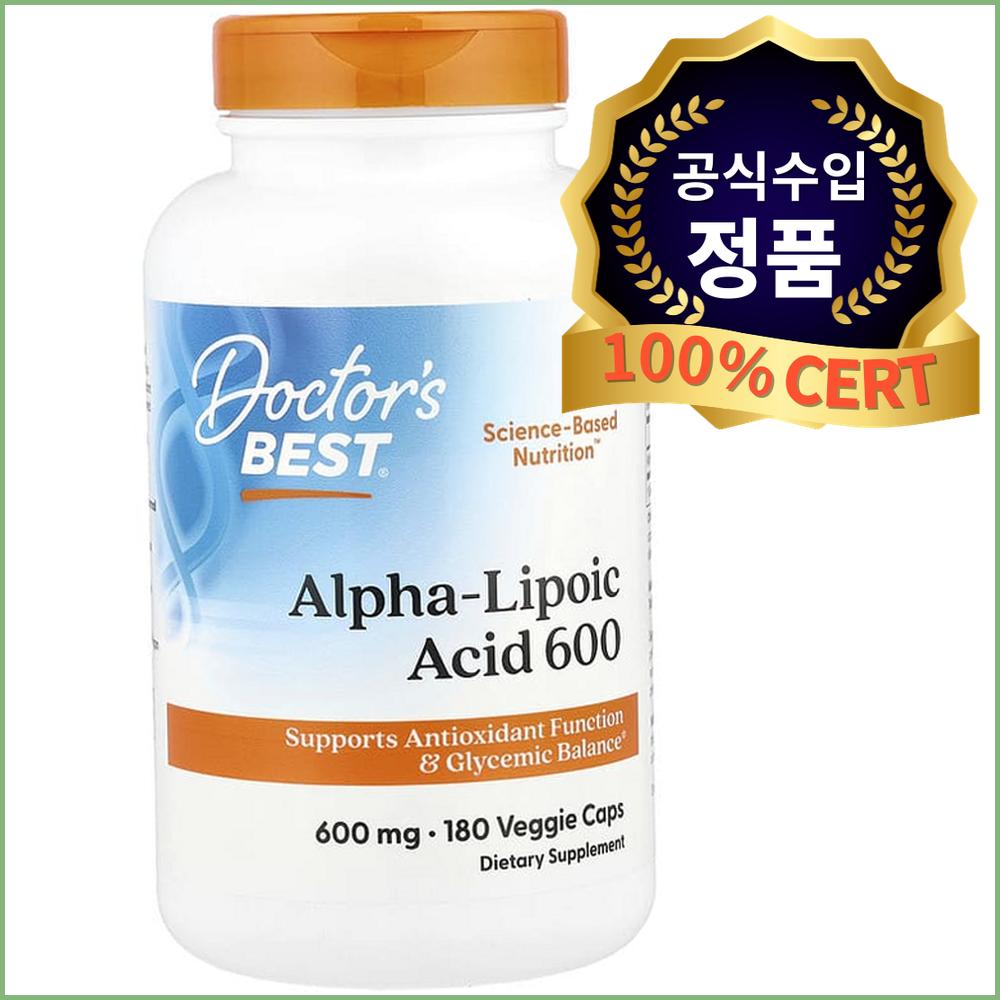 공식수입
정품
100% CERT
Doctor's
BEST®
Science-Based
Nutrition™
Alpha-Lipoic
Acid 600
Supports Antioxidant Function
& Glycemic Balance*
600 mg • 180 Veggie Caps
Dietary Supplement